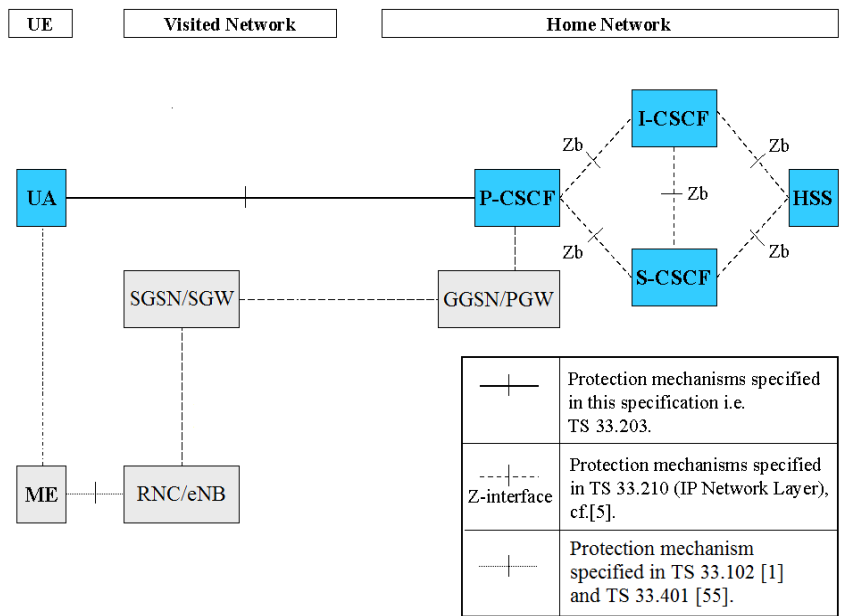 UE
Visited Network
Home Network
I-CSCF
Zb
Zb
UA
P-CSCF
Zb
HSS
Zb
Zb
S-CSCF
SGSN/SGW
GGSN/PGW
ME
RNC/eNB
Protection mechanisms specified
in this specification i.e.
TS 33.203.
Z-interface
Protection mechanisms specified
in TS 33.210 (IP Network Layer),
cf.[5].
Protection mechanism
specified in TS 33.102 [1]
and TS 33.401 [55].